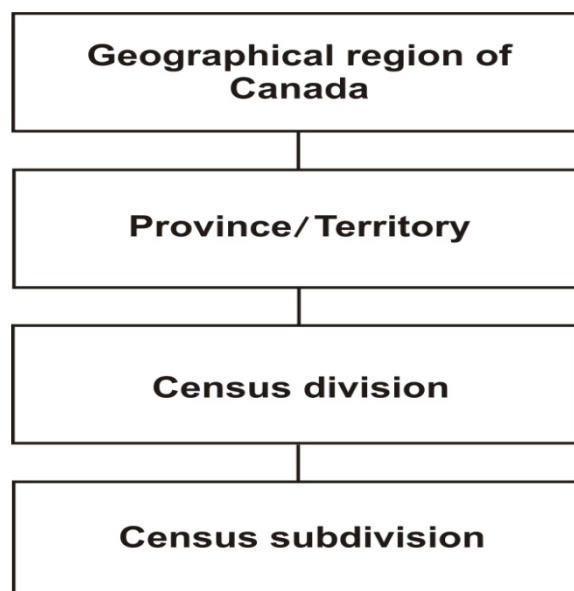 Geographical region of
Canada
Province/Territory
Census division
Census subdivision